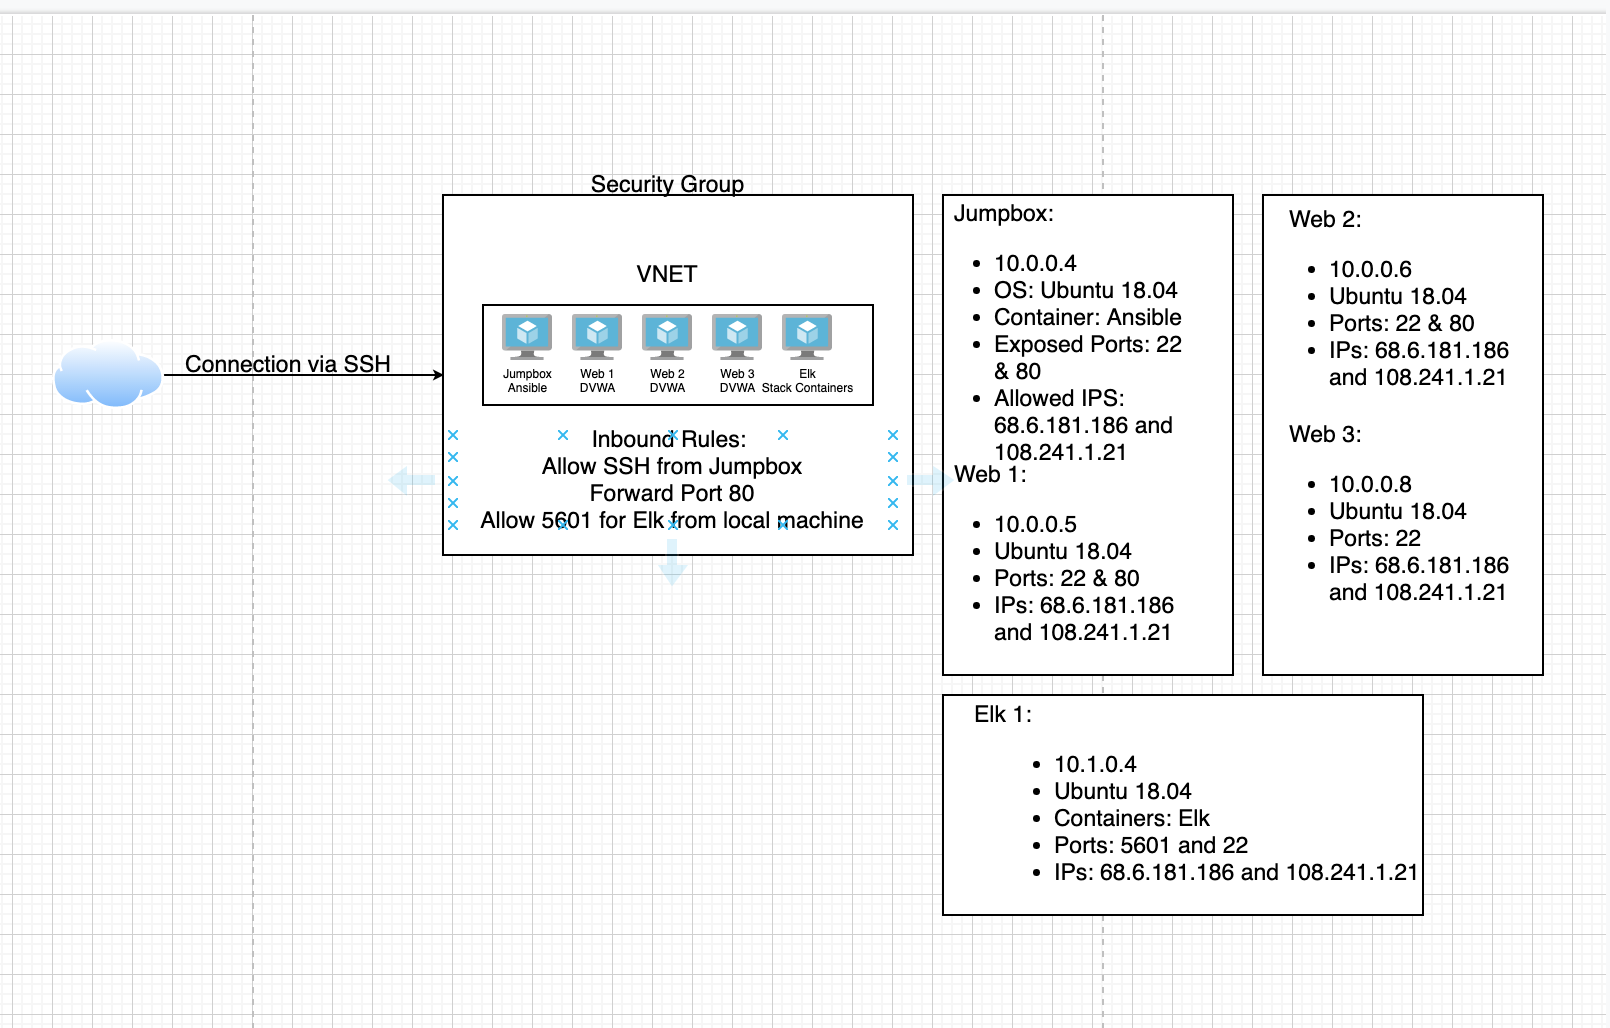 Security Group
VNET
Jumpbox
Ansible
Web 1
DVWA
Web 2
DVWA
Web 3
DVWA
Elk
Stack Containers
Connection via SSH
Inbound Rules:
Allow SSH from Jumpbox
Forward Port 80
Allow 5601 for Elk from local machine
Jumpbox:
• 10.0.0.4
• OS: Ubuntu 18.04
• Container: Ansible
• Exposed Ports: 22
& 80
• Allowed IPS:
68.6.181.186 and
108.241.1.21
Web 1:
• 10.0.0.5
• Ubuntu 18.04
• Ports: 22 & 80
• IPs: 68.6.181.186
and 108.241.1.21
Web 2:
• 10.0.0.6
• Ubuntu 18.04
• Ports: 22 & 80
• IPs: 68.6.181.186
and 108.241.1.21
Web 3:
• 10.0.0.8
• Ubuntu 18.04
• Ports: 22
• IPs: 68.6.181.186
and 108.241.1.21
Elk 1:
• 10.1.0.4
• Ubuntu 18.04
• Containers: Elk
• Ports: 5601 and 22
• IPs: 68.6.181.186 and 108.241.1.21